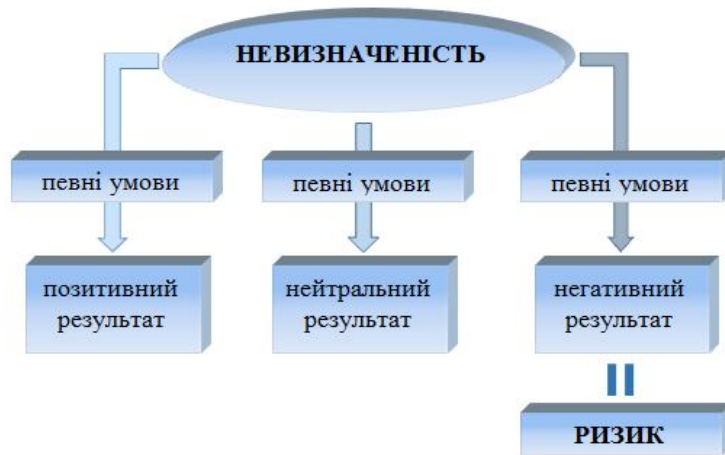 НЕВИЗНАЧЕНІСТЬ
певні умови
певні умови
певні умови
позитивний
результат
нейтральний
результат
негативний
результат
РИЗИК